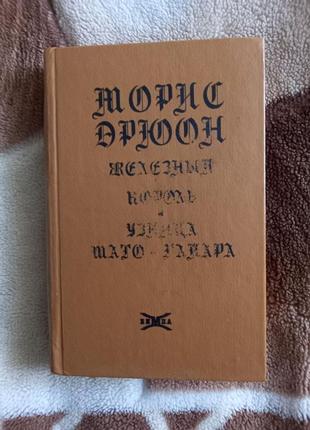 МОРИС
ДРЮОН
ЖЕЛЕЗНЫЙ
КОРОЛЬ
УЗНИЦА
ШАТО-ГАЙАРА